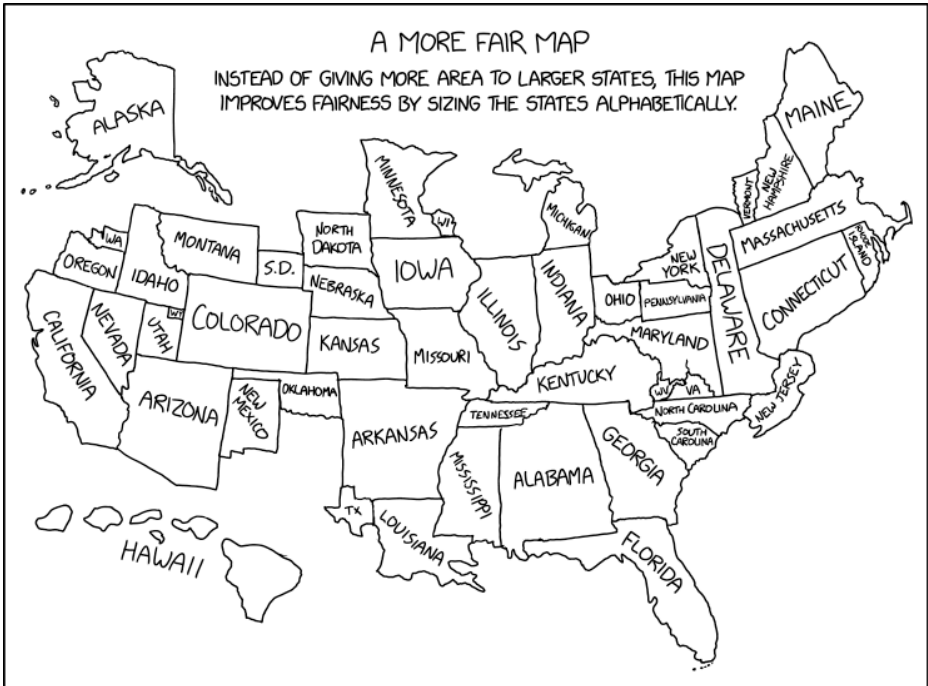 A MORE FAIR MAP
INSTEAD OF GIVING MORE AREA TO LARGER STATES, THIS MAP
IMPROVES FAIRNESS BY SIZING THE STATES ALPHABETICALLY.
ALASKA
MAINE
VERMONT
NEW
HAMPSHIRE
MASSACHUSETTS
RHODE
ISLAND
CONNECTICUT
WA
OREGON
IDAHO
MONTANA
NORTH
DAKOTA
S.D.
MINNESOTA
WI
MICHIGAN
NEW
YORK
DELAWARE
CALIFORNIA
NEVADA
UTAH
WY
COLORADO
NEBRASKA
KANSAS
IOWA
MISSOURI
ILLINOIS
INDIANA
OHIO
PENNSYLVANIA
MARYLAND
NEW JERSEY
KENTUCKY
WV
VA
NORTH CAROLINA
SOUTH
CAROLINA
TENNESSEE
ARIZONA
NEW
MEXICO
OKLAHOMA
ARKANSAS
TX
LOUISIANA
MISSISSIPPI
ALABAMA
GEORGIA
FLORIDA
HAWAII